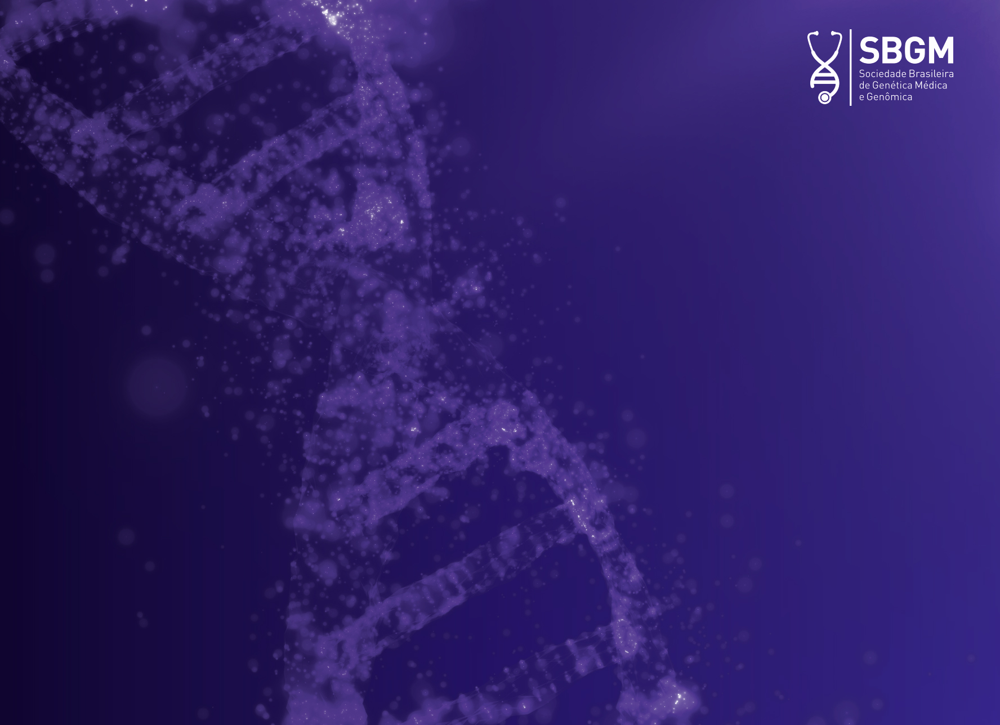 SBGM
Sociedade Brasileira
de Genética Médica
e Genômica